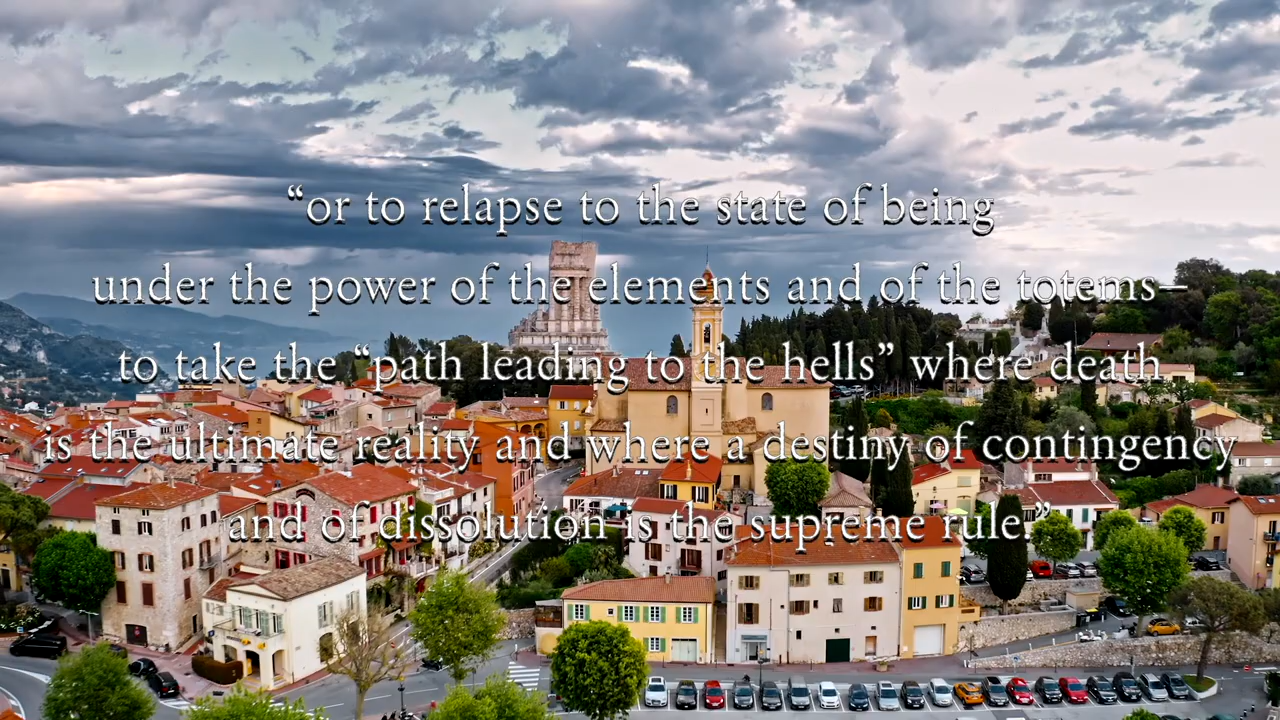 “or to relapse to the state of being
under the power of the elements and of the totems–
to take the “path leading to the hells” where death
is the ultimate reality and where a destiny of contingency
and of dissolution is the supreme rule.”